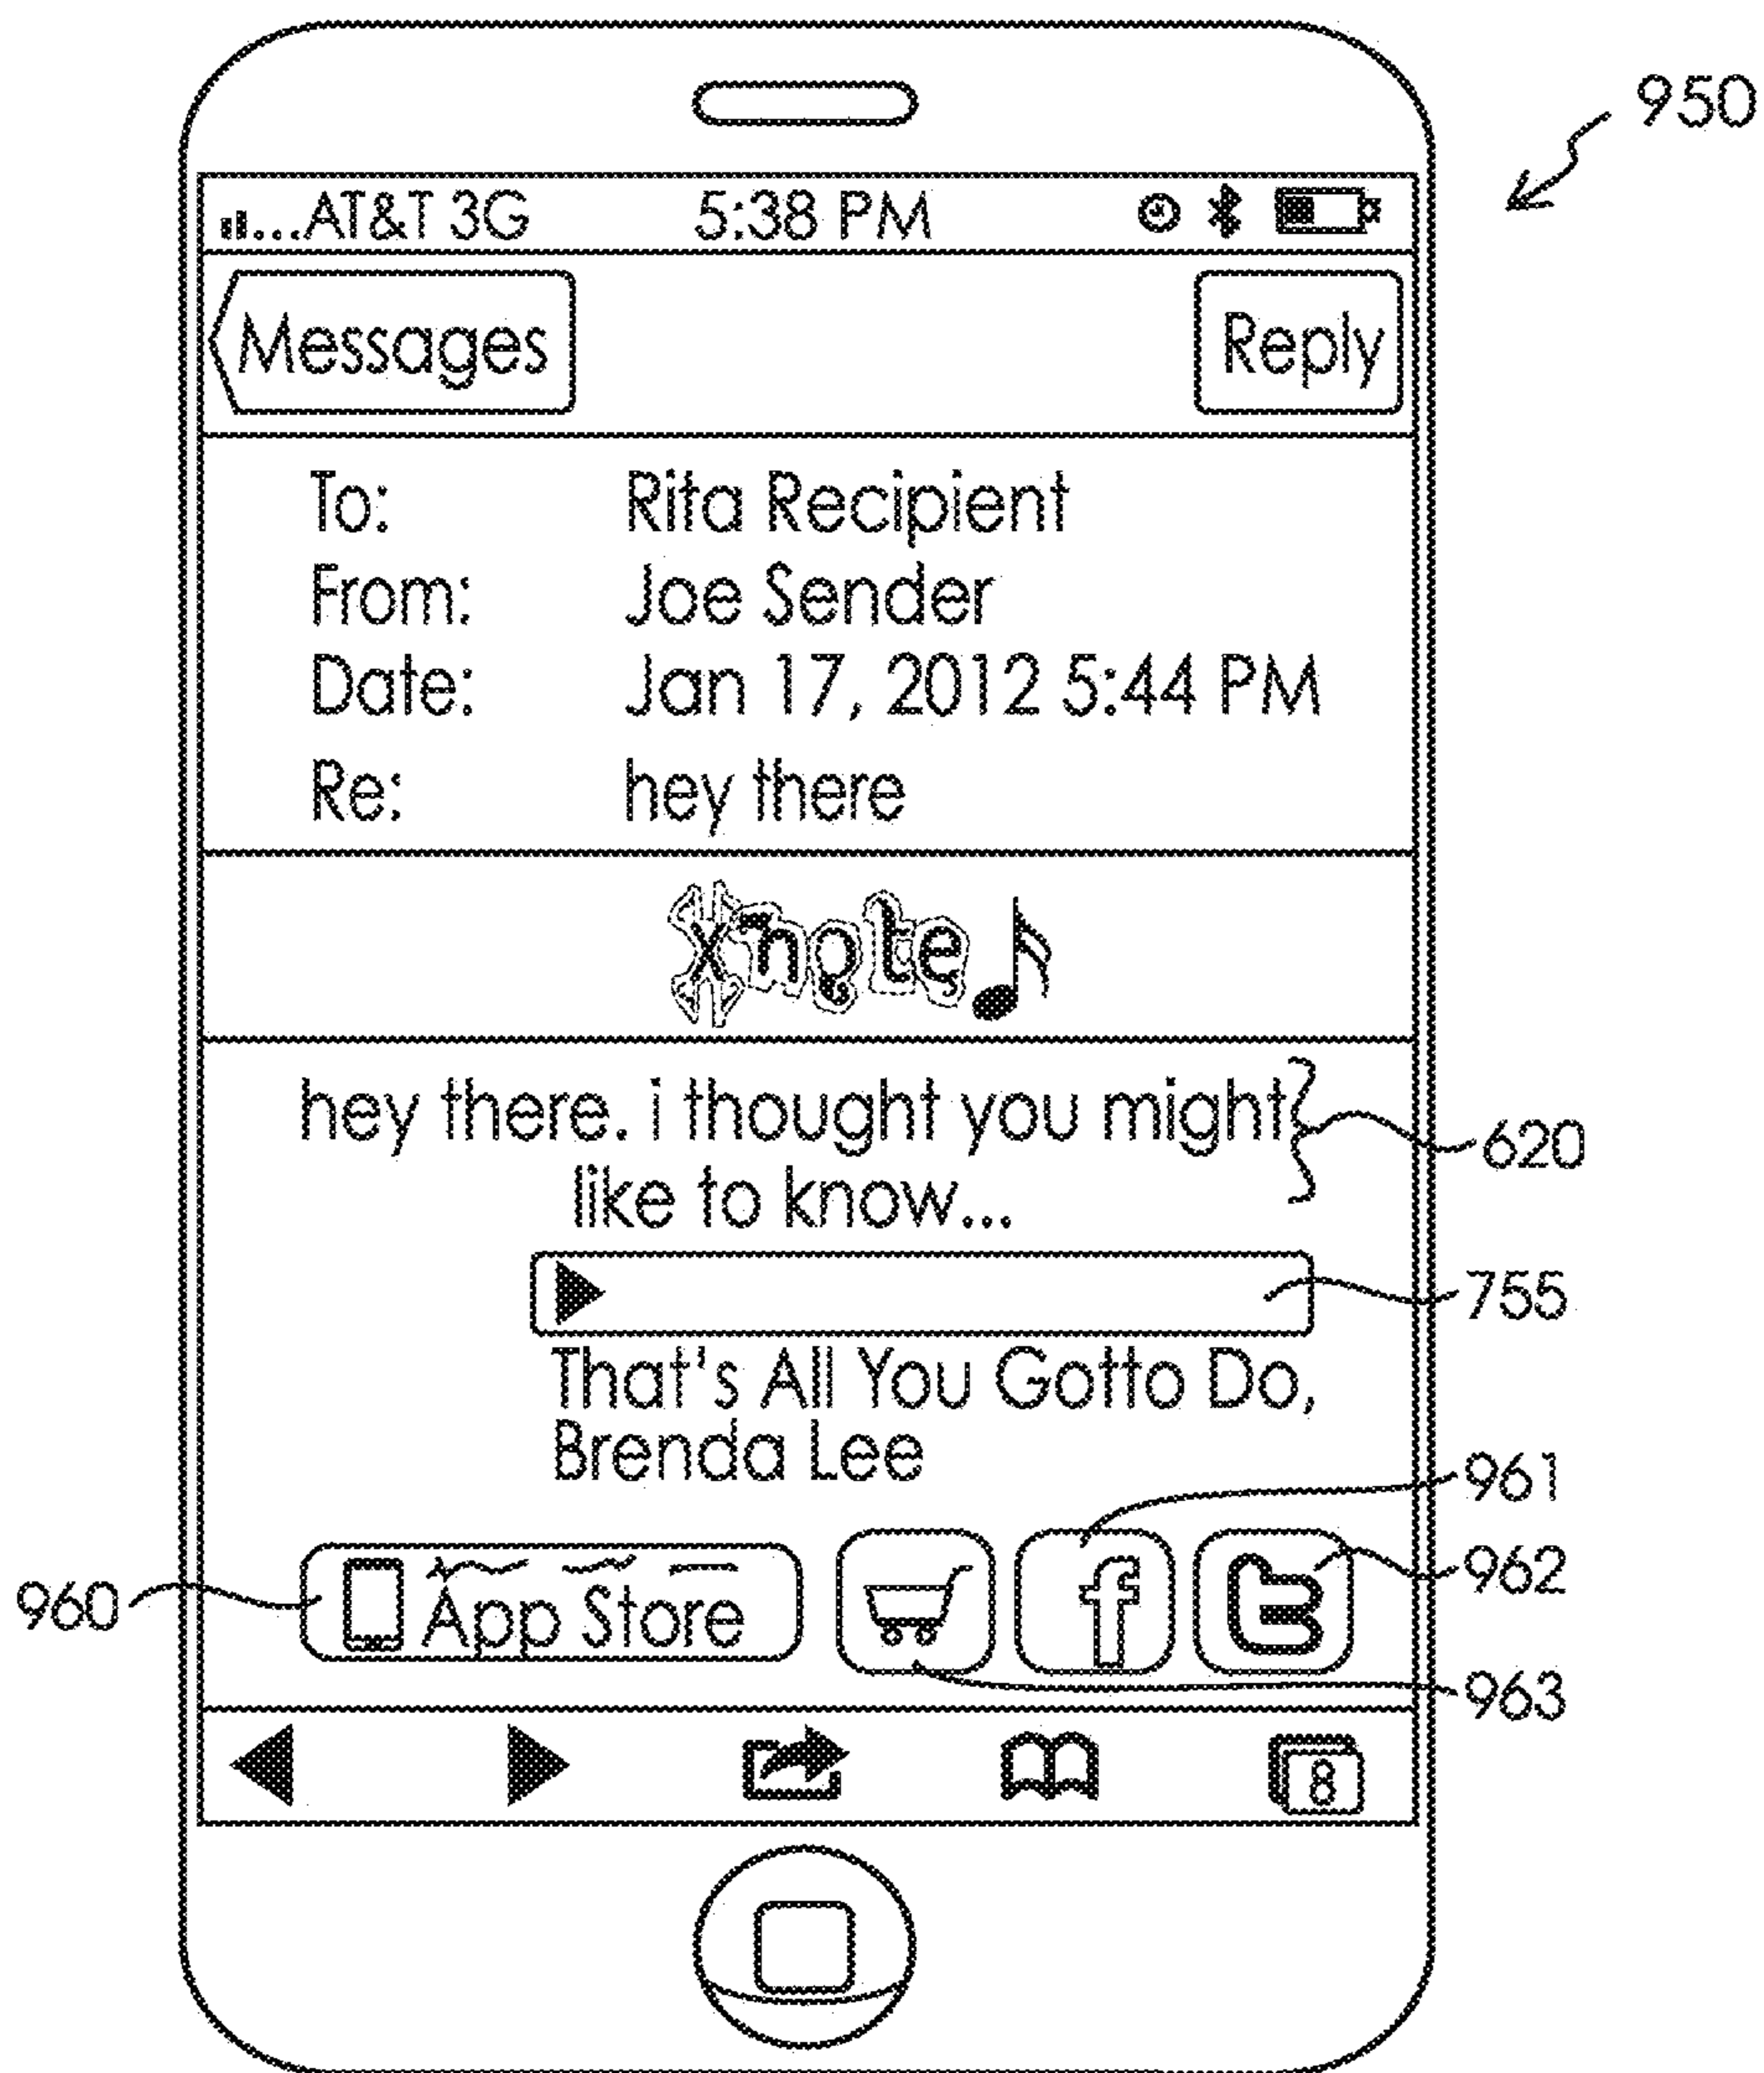 950
...AT&T 3G 5:38 PM
Messages Reply
To: Rita Recipient
From: Joe Sender
Date: Jan 17, 2012 5:44 PM
Re: hey there
xnote
hey there. i thought you might
620
like to know...
755
That's All You Gotto Do,
Brenda Lee
961
960 App Store f t 962
963
8